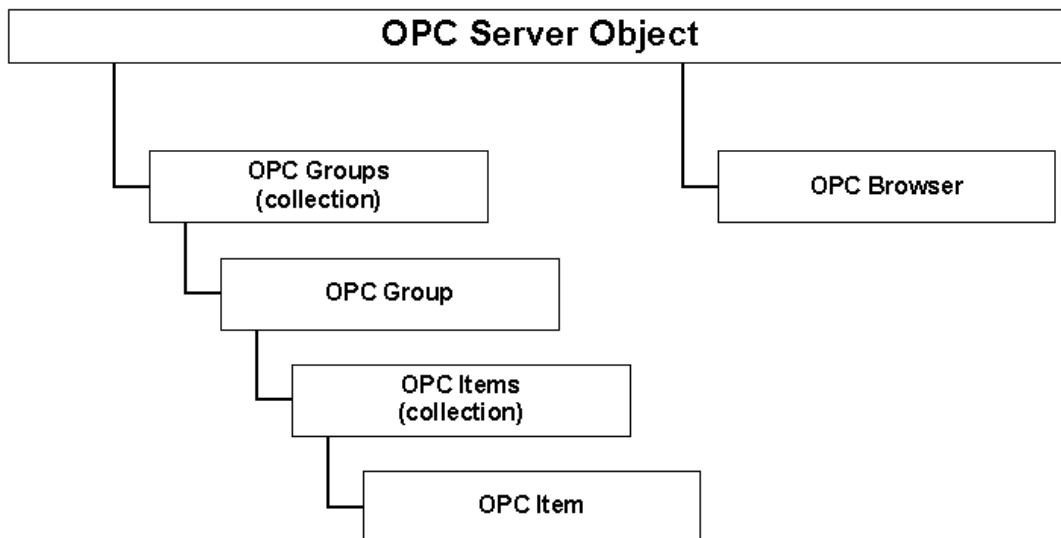 OPC Server Object
OPC Groups
(collection)
OPC Browser
OPC Group
OPC Items
(collection)
OPC Item